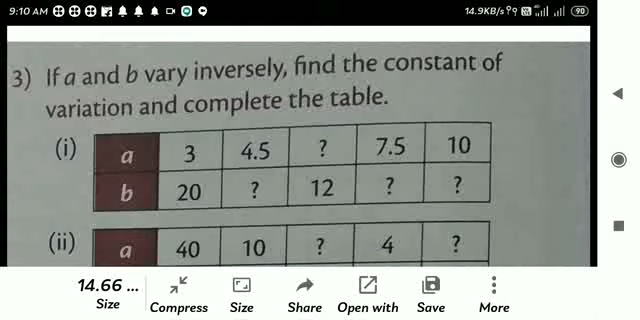 9:10 AM
14.9KB/s 4G 90
3) If a and b vary inversely, find the constant of
variation and complete the table.
(i) a 3 4.5 ? 7.5 10
b 20 ? 12 ? ?
(ii) a 40 10 ? 4 ?
14.66 ...
Size Compress Size Share Open with Save More